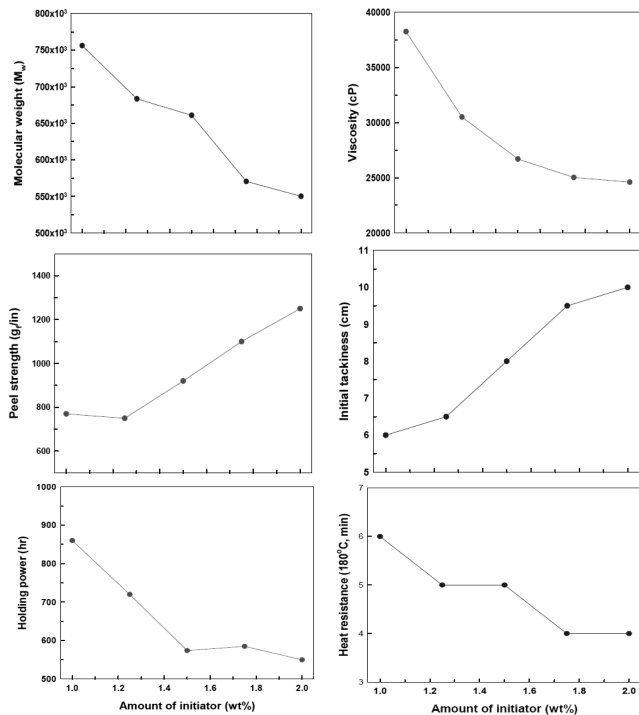 800x10³
750x10³
700x10³
650x10³
600x10³
550x10³
500x10³
Molecular weight (Mw)
40000
35000
30000
25000
20000
Viscosity (cP)
1400
1200
1000
800
600
Peel strength (gf/in)
11
10
9
8
7
6
5
Initial tackiness (cm)
1000
900
800
700
600
500
Holding power (hr)
1.0 1.2 1.4 1.6 1.8 2.0
Amount of initiator (wt%)
7
6
5
4
3
Heat resistance (180°C, min)
1.0 1.2 1.4 1.6 1.8 2.0
Amount of initiator (wt%)